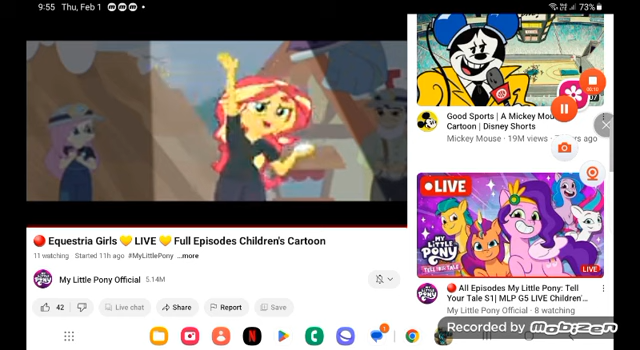 9:55 Thu, Feb 1
73%
Good Sports | A Mickey Mou
Cartoon | Disney Shorts
Mickey Mouse · 19M views ·
ago
🔴 Equestria Girls 💛 LIVE 💛 Full Episodes Children's Cartoon
11 watching Started 11h ago #MyLittlePony ...more
My Little Pony Official 5.14M
42
Live chat
Share
Report
Save
LIVE
MY LITTLE PONY
TELL YOUR TALE
LIVE
🔴 All Episodes My Little Pony: Tell
Your Tale S1| MLP G5 LIVE Children'...
My Little Pony Official · 8 watching
Recorded by Mobizen